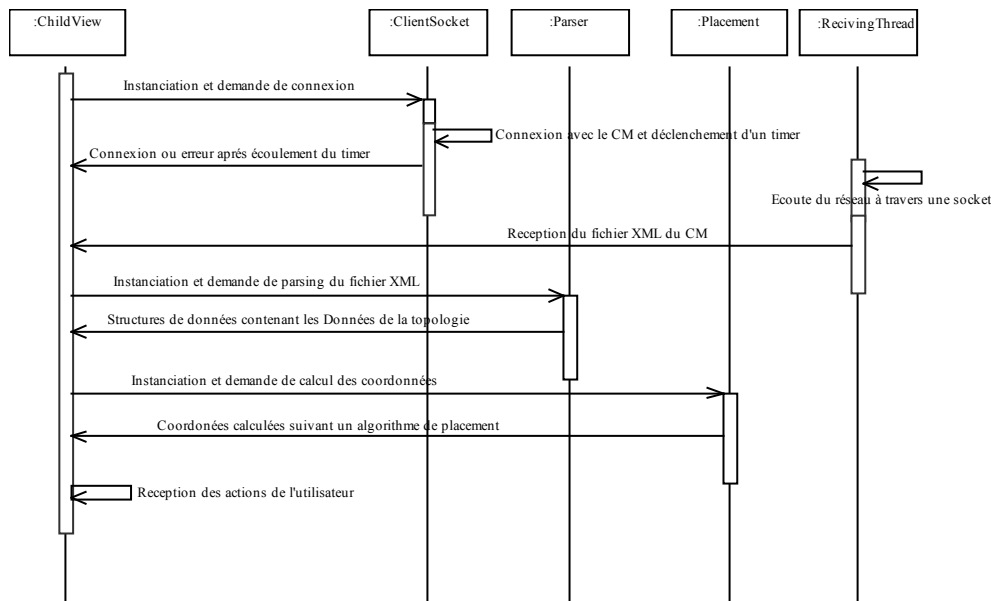 :ChildView
:ClientSocket
:Parser
:Placement
:RecivingThread
Instanciation et demande de connexion
Connexion avec le CM et déclenchement d'un timer
Connexion ou erreur aprés écoulement du timer
Ecoute du réseau à travers une socket
Reception du fichier XML du CM
Instanciation et demande de parsing du fichier XML
Structures de données contenant les Données de la topologie
Instanciation et demande de calcul des coordonnées
Coordonées calculées suivant un algorithme de placement
Reception des actions de l'utilisateur